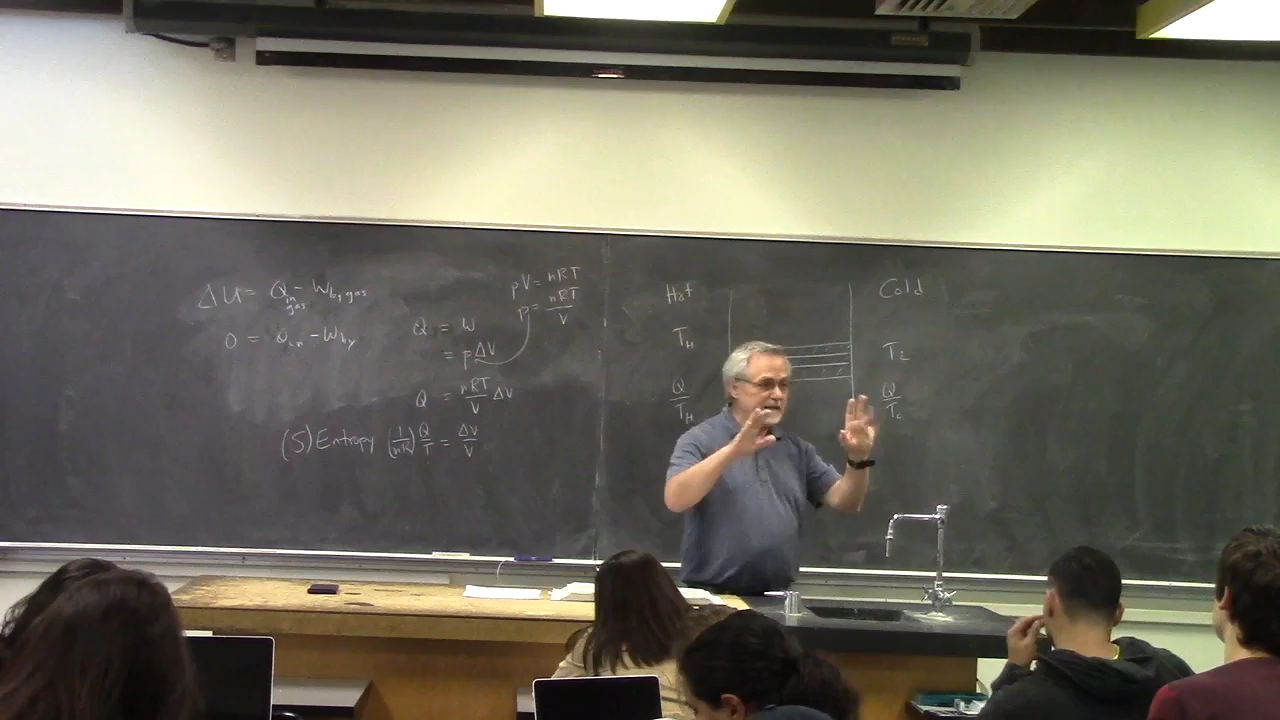 ΔU = Q in gas - W by gas
0 = Q in - W by
pV = nRT
p = nRT/V
Q = W
= pΔV
Q = nRT/V ΔV
(S) Entropy (1/nR) Q/T = ΔV/V
Hot
T_H
Q/T_H
Cold
T_2
Q/T_c